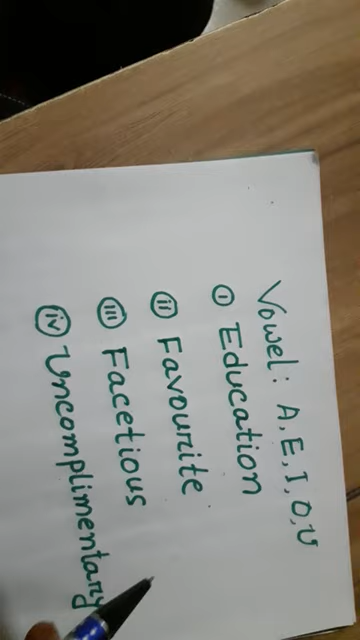 Vowel: A, E, I, O, U
i Education
ii Favourite
iii Facetious
iv Uncomplimentary